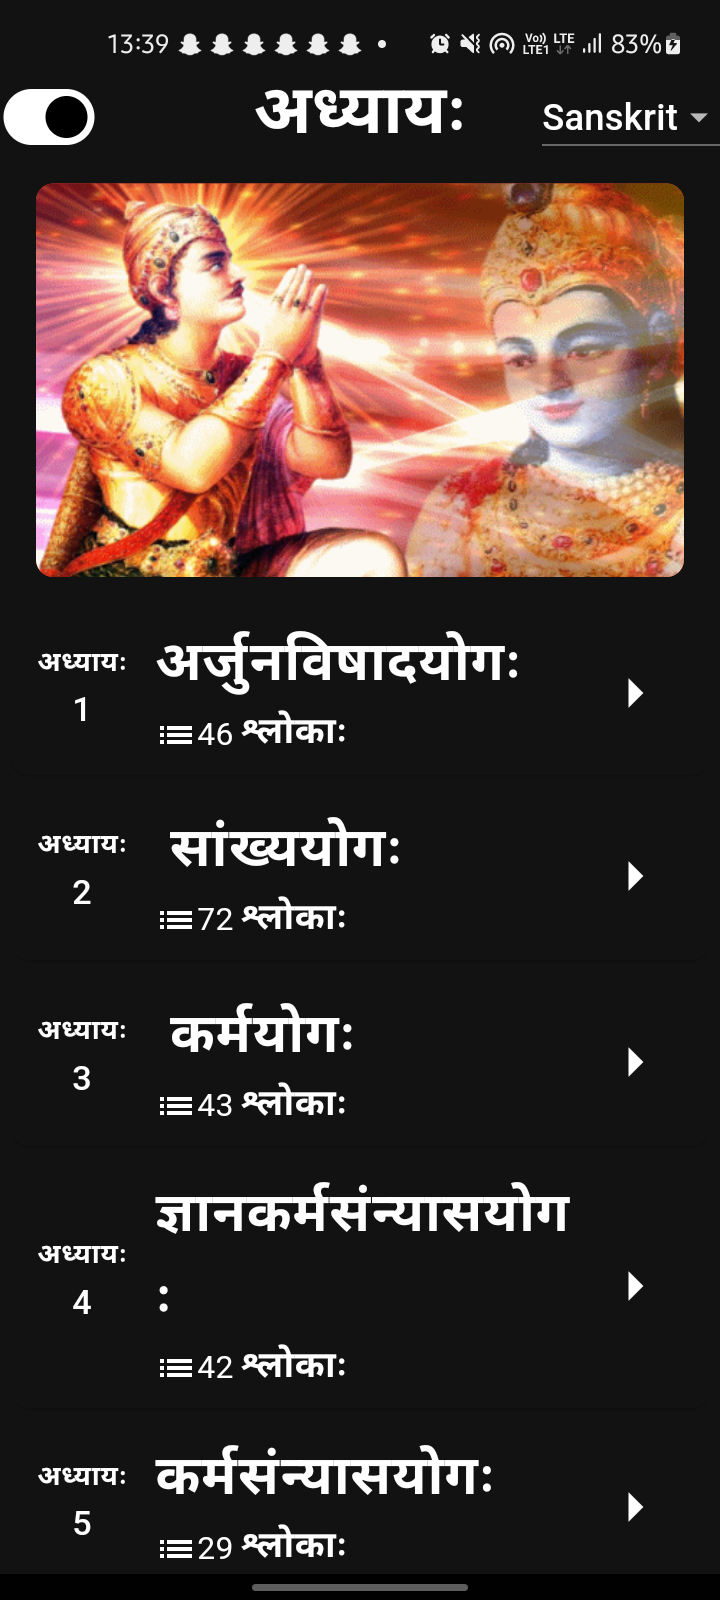 13:39 Vo)) LTE1 LTE 83%
अध्यायः
Sanskrit
अध्यायः
1
अर्जुनविषादयोगः
46 श्लोकाः
अध्यायः
2
सांख्ययोगः
72 श्लोकाः
अध्यायः
3
कर्मयोगः
43 श्लोकाः
अध्यायः
4
ज्ञानकर्मसंन्यासयोग
ः
42 श्लोकाः
अध्यायः
5
कर्मसंन्यासयोगः
29 श्लोकाः